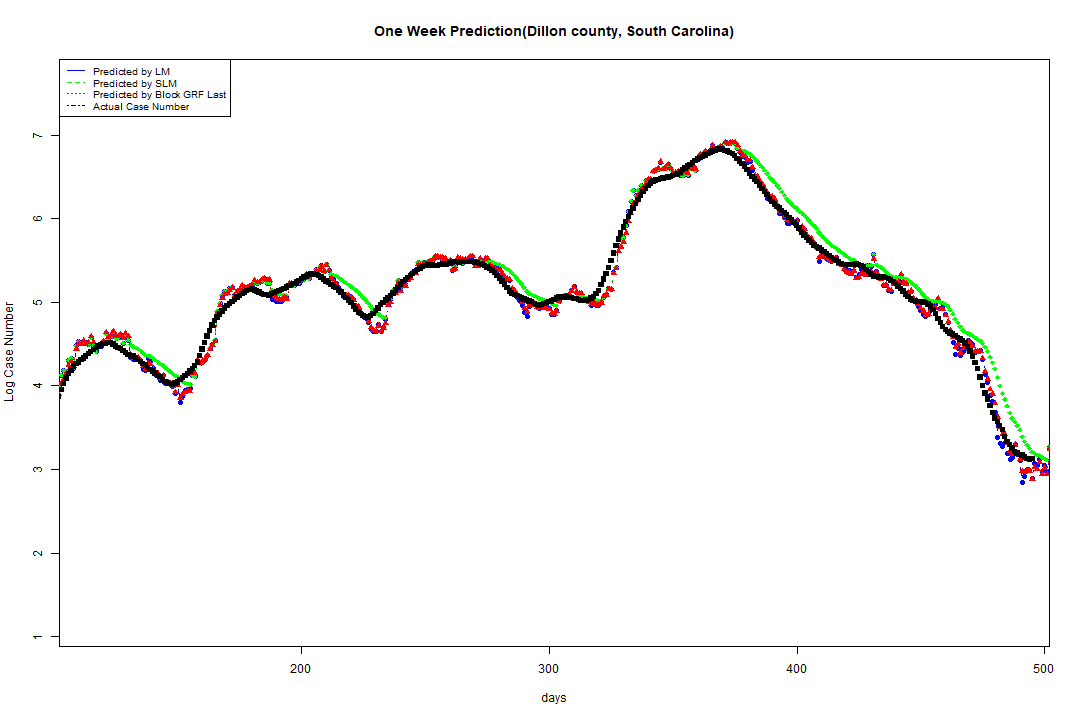 One Week Prediction(Dillon county, South Carolina)
Predicted by LM
Predicted by SLM
Predicted by Block GRF Last
Actual Case Number
7
6
5
4
3
2
1
Log Case Number
200 300 400 500
days